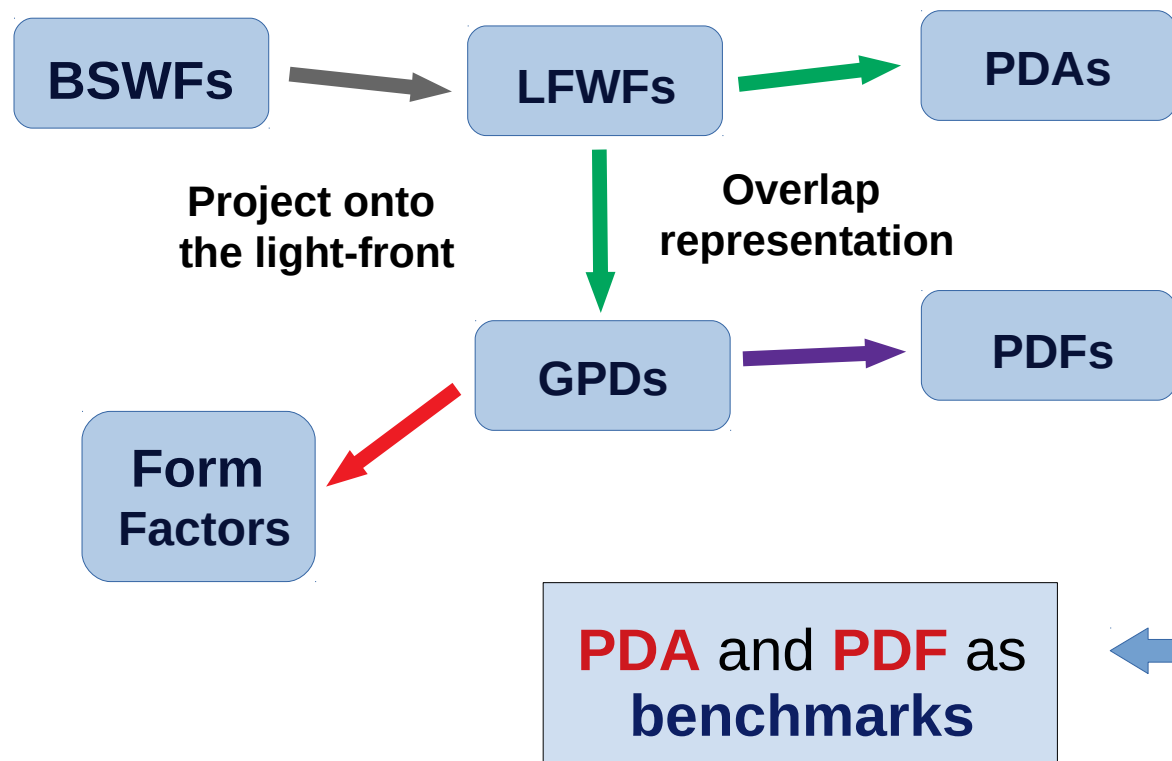 BSWFs
LFWFs
PDAs
Project onto
the light-front
Overlap
representation
GPDs
PDFs
Form
Factors
PDA and PDF as
benchmarks